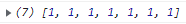 ▸(7) [1, 1, 1, 1, 1, 1, 1]